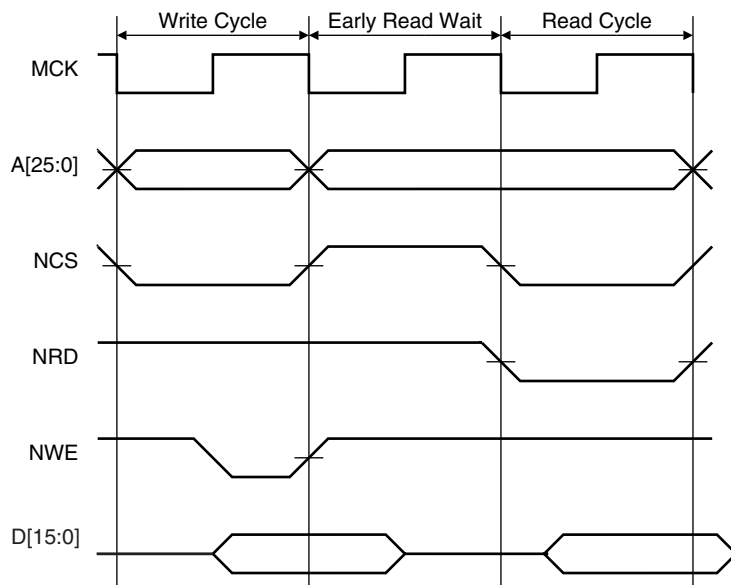 Write Cycle Early Read Wait Read Cycle
MCK
A[25:0]
NCS
NRD
NWE
D[15:0]